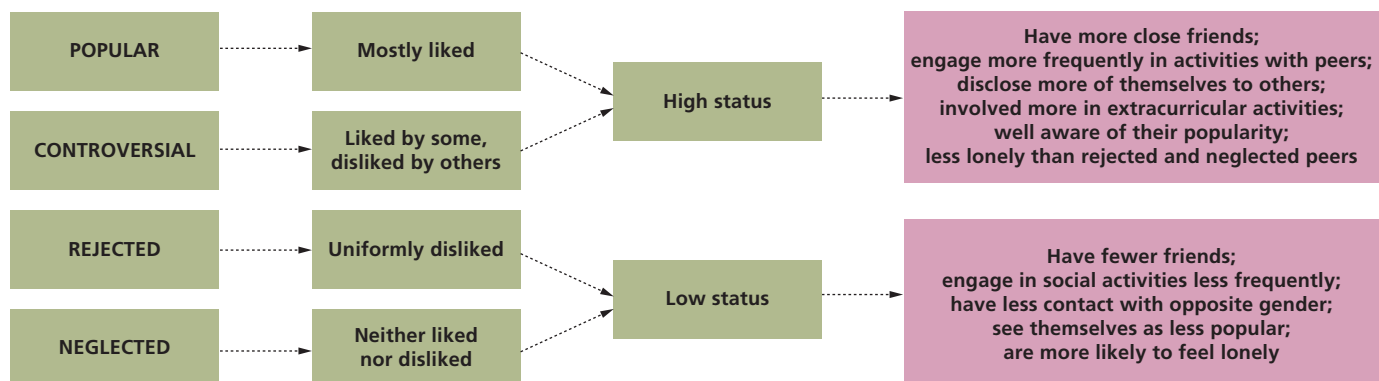 POPULAR
Mostly liked
High status
Have more close friends;
engage more frequently in activities with peers;
disclose more of themselves to others;
involved more in extracurricular activities;
well aware of their popularity;
less lonely than rejected and neglected peers
CONTROVERSIAL
Liked by some,
disliked by others
REJECTED
Uniformly disliked
Low status
Have fewer friends;
engage in social activities less frequently;
have less contact with opposite gender;
see themselves as less popular;
are more likely to feel lonely
NEGLECTED
Neither liked
nor disliked